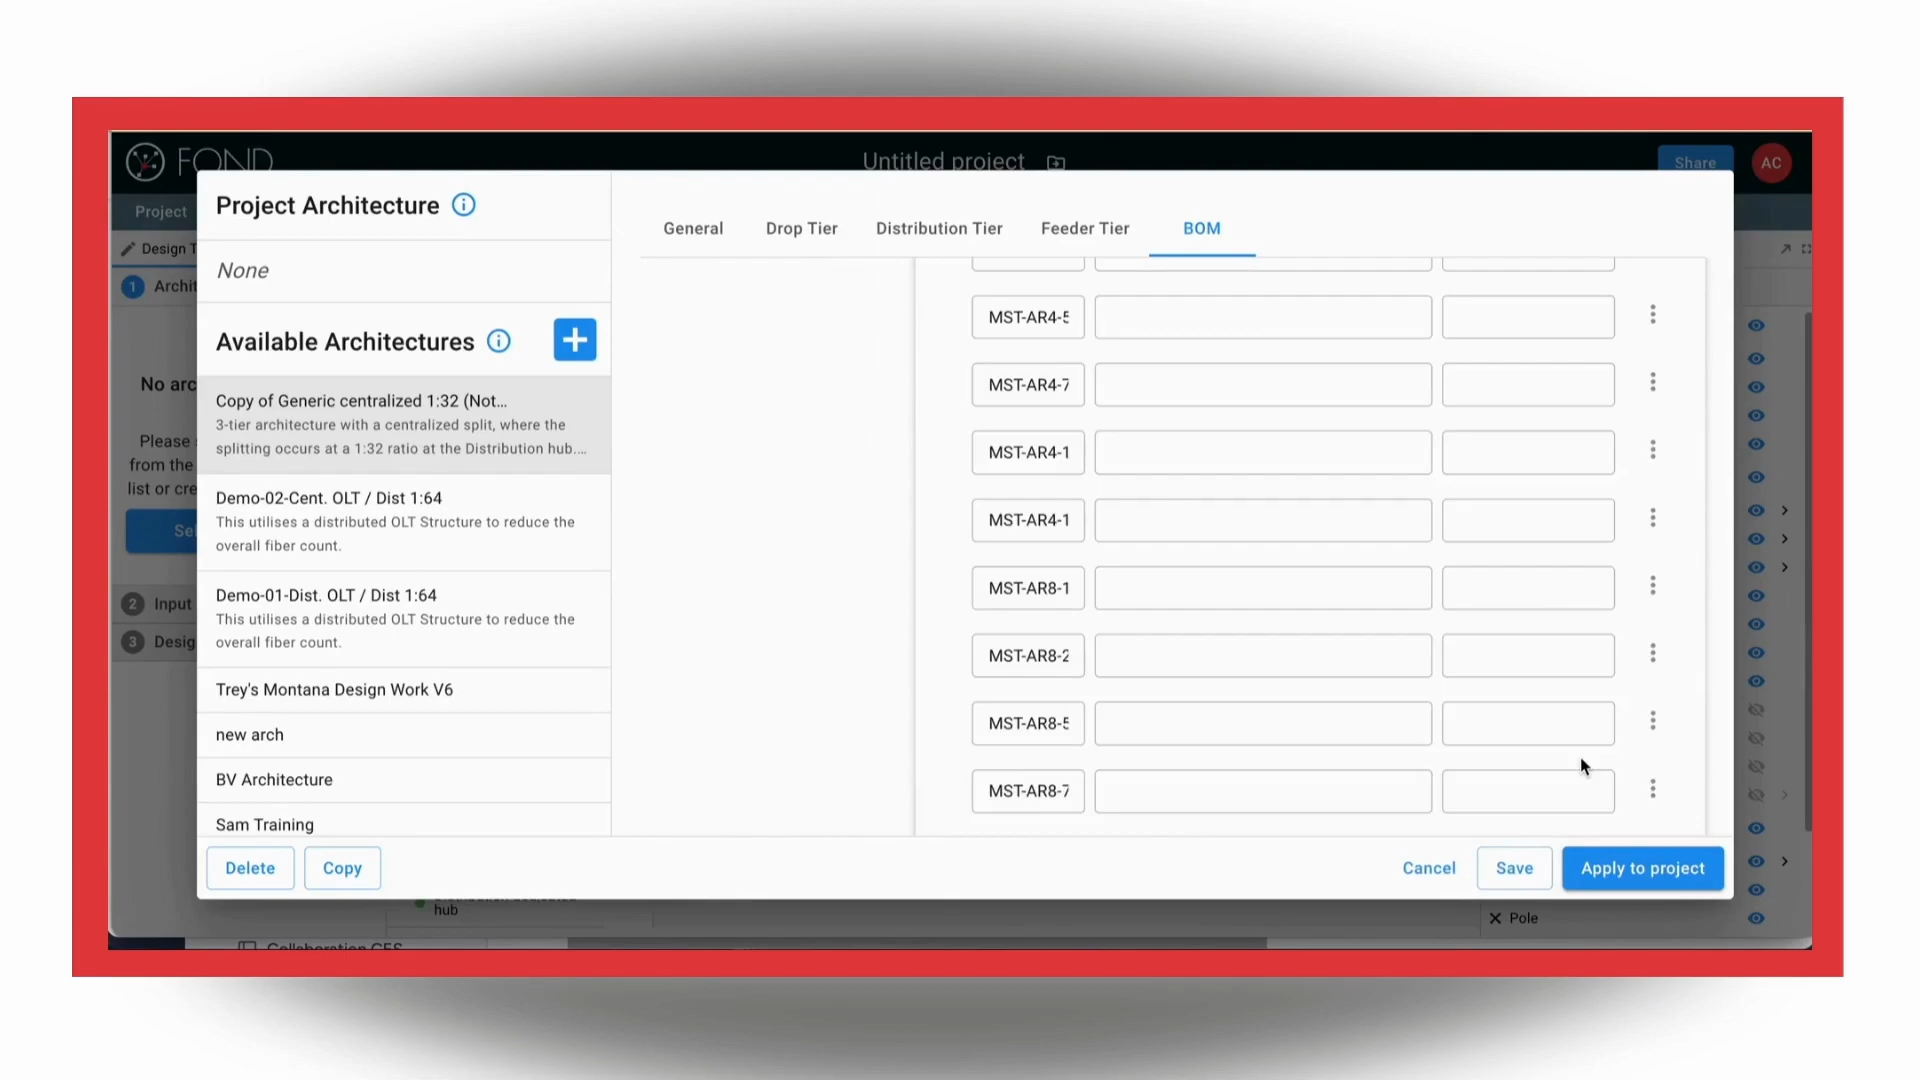 FOND
Untitled project
Share
AC
Project
Design T
1 Archit
No arc
Please
from the
list or cre
Sel
2 Input
3 Desig
Project Architecture
None
Available Architectures
Copy of Generic centralized 1:32 (Not...
3-tier architecture with a centralized split, where the
splitting occurs at a 1:32 ratio at the Distribution hub....
Demo-02-Cent. OLT / Dist 1:64
This utilises a distributed OLT Structure to reduce the
overall fiber count.
Demo-01-Dist. OLT / Dist 1:64
This utilises a distributed OLT Structure to reduce the
overall fiber count.
Trey's Montana Design Work V6
new arch
BV Architecture
Sam Training
Delete
Copy
General
Drop Tier
Distribution Tier
Feeder Tier
BOM
MST-AR4-5
MST-AR4-7
MST-AR4-1
MST-AR4-1
MST-AR8-1
MST-AR8-2
MST-AR8-5
MST-AR8-7
Cancel
Save
Apply to project
hub
Pole